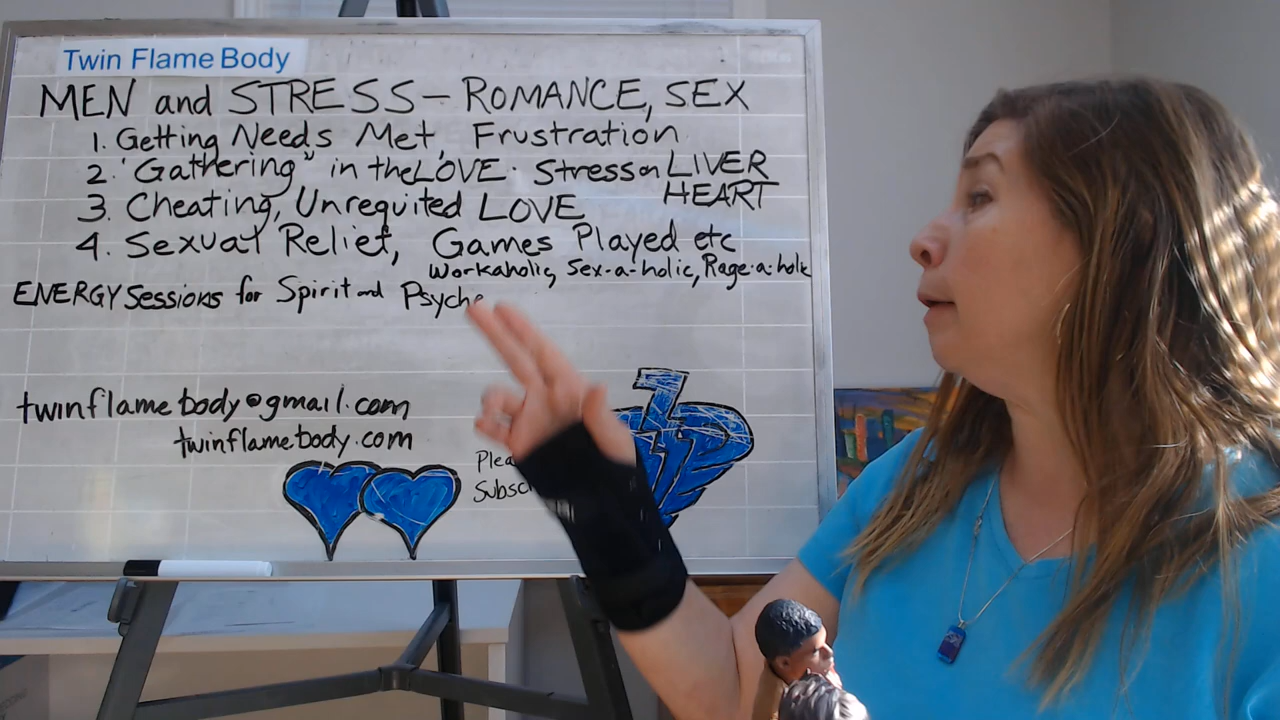 Twin Flame Body
MEN and STRESS - ROMANCE, SEX
1. Getting Needs Met, Frustration
2. "Gathering" in the LOVE. Stress on LIVER
HEART
3. Cheating, Unrequited LOVE
4. Sexual Relief, Games Played etc
Workaholic, Sex-a-holic, Rage-a-holic
ENERGY Sessions for Spirit and Psyche
twinflamebody@gmail.com
twinflamebody.com